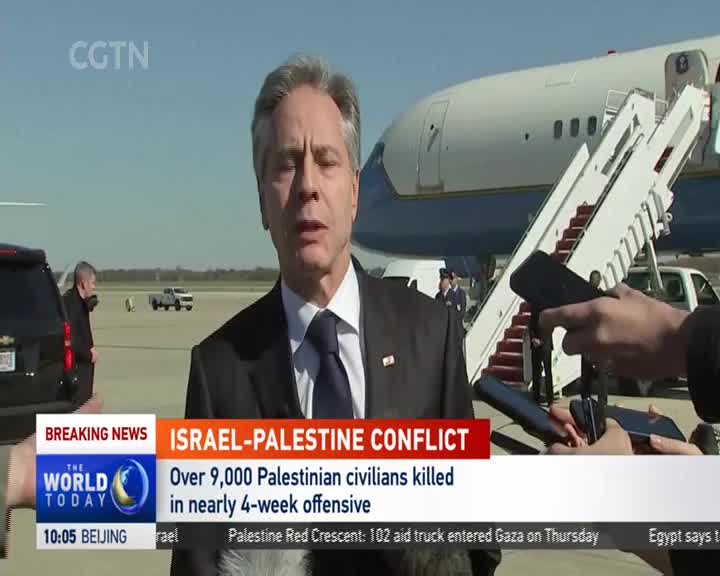 CGTN
BREAKING NEWS
ISRAEL-PALESTINE CONFLICT
THE
WORLD
TODAY
Over 9,000 Palestinian civilians killed
in nearly 4-week offensive
10:05 BEIJING
rael Palestine Red Crescent: 102 aid truck entered Gaza on Thursday Egypt says t